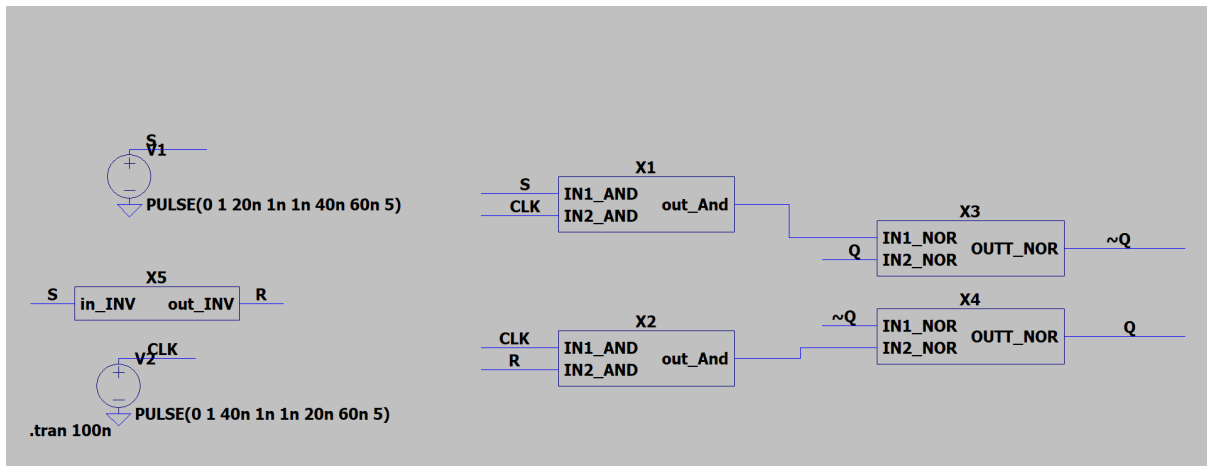 S
V1
PULSE(0 1 20n 1n 1n 40n 60n 5)
X5
S in_INV out_INV R
CLK
V2
PULSE(0 1 40n 1n 1n 20n 60n 5)
.tran 100n
X1
S IN1_AND
CLK IN2_AND
out_And
X2
CLK IN1_AND
R IN2_AND
out_And
X3
IN1_NOR
Q IN2_NOR
OUTT_NOR
~Q
X4
~Q IN1_NOR
IN2_NOR
OUTT_NOR
Q